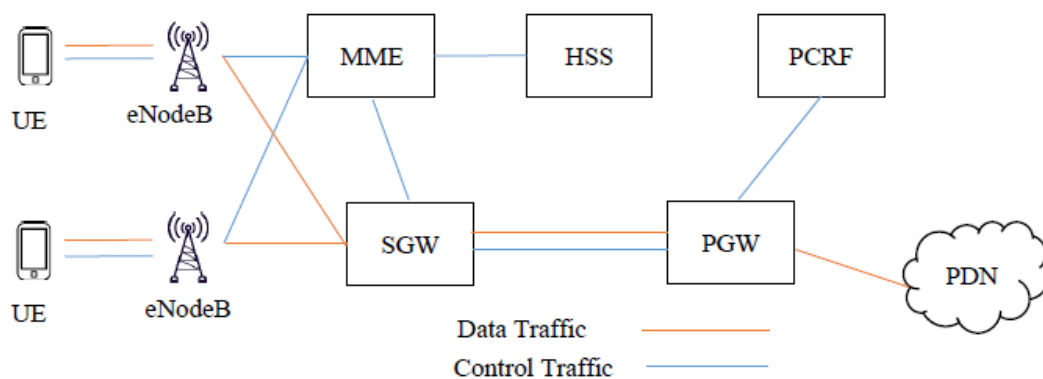 MME
HSS
PCRF
UE
eNodeB
SGW
PGW
PDN
UE
eNodeB
Data Traffic
Control Traffic